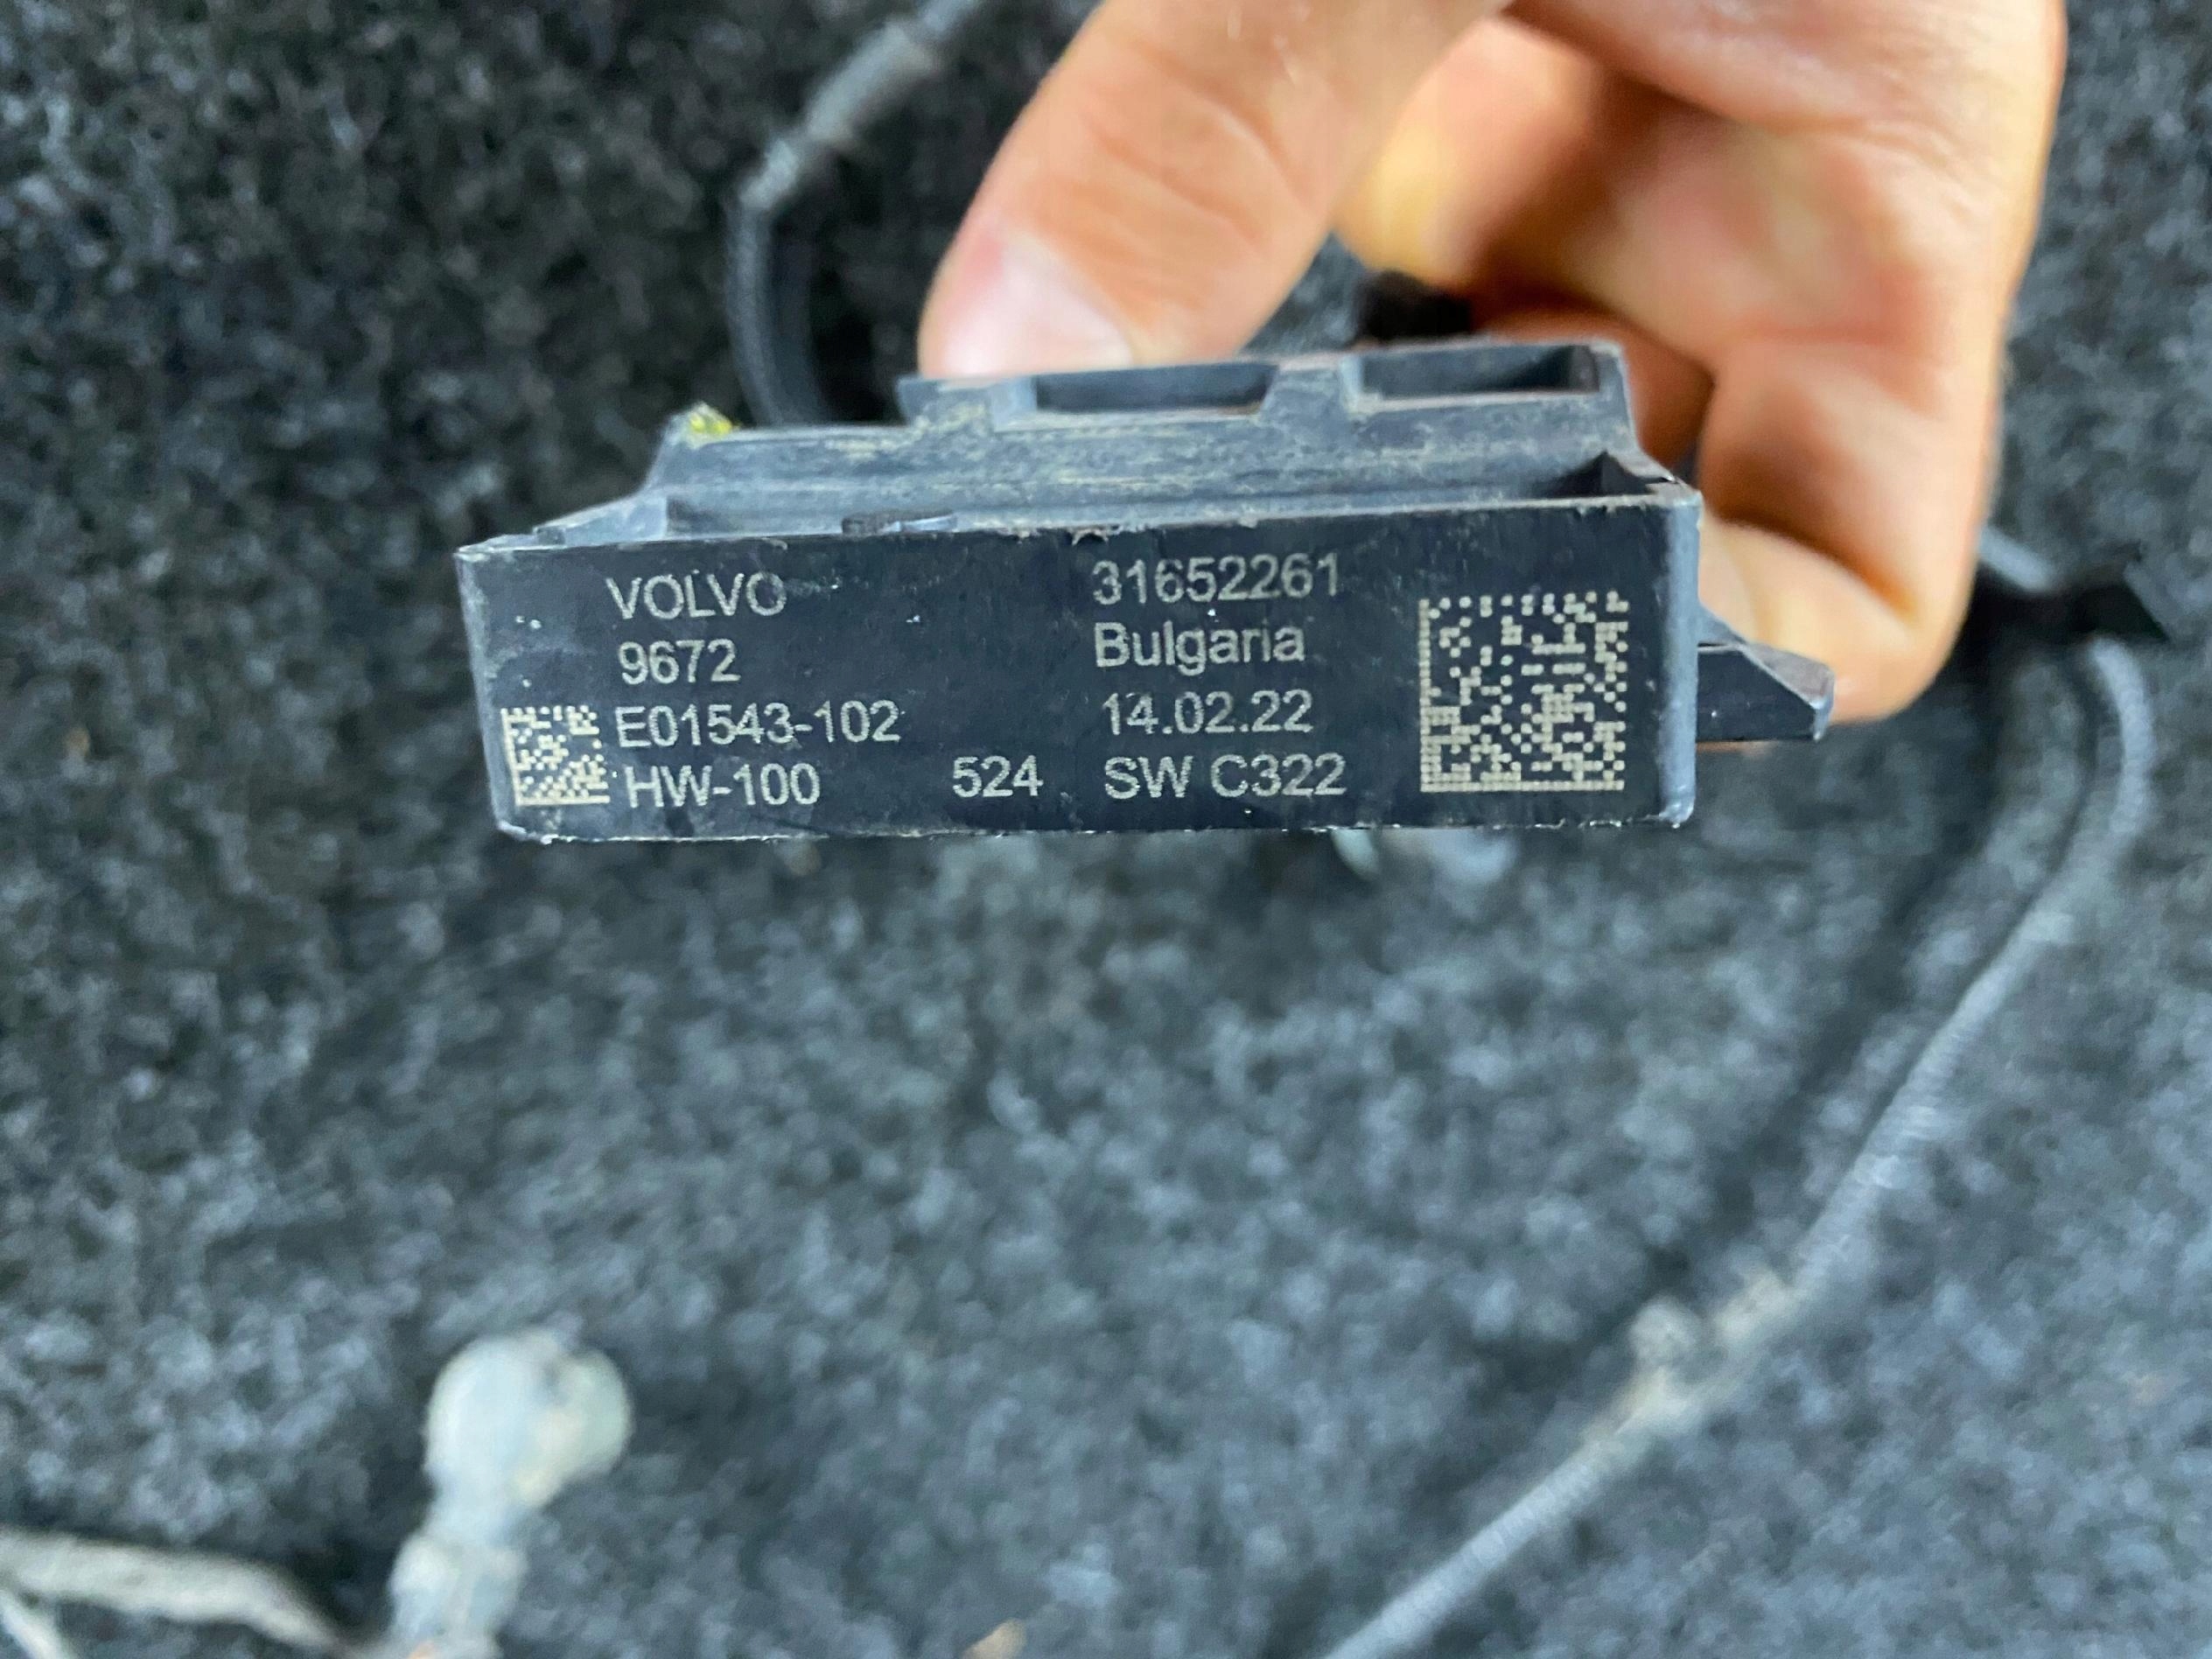 VOLVO
9672
E01543-102
HW-100
524
31652261
Bulgaria
14.02.22
SW C322